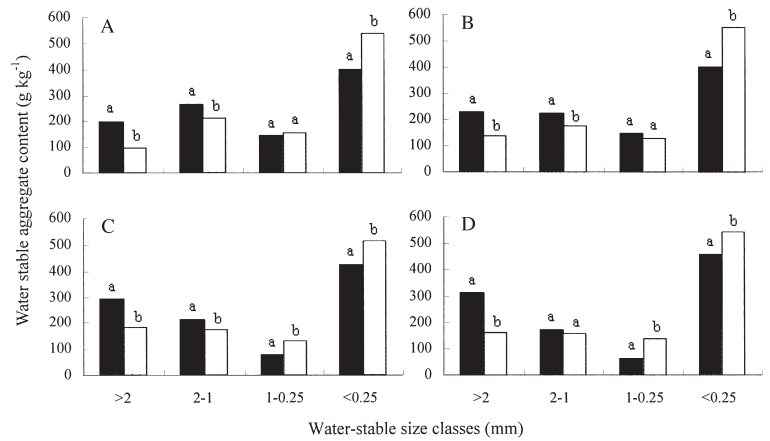 A
B
600
500
400
300
200
100
0
a
b
a
b
a
a
a
b
600
500
400
300
200
100
0
a
b
a
b
a
a
a
b
Water stable aggregate content (g kg-1)
C
D
600
500
400
300
200
100
0
a
b
a
b
a
b
a
b
600
500
400
300
200
100
0
a
b
a
a
a
b
a
b
>2 2-1 1-0.25 <0.25
>2 2-1 1-0.25 <0.25
Water-stable size classes (mm)